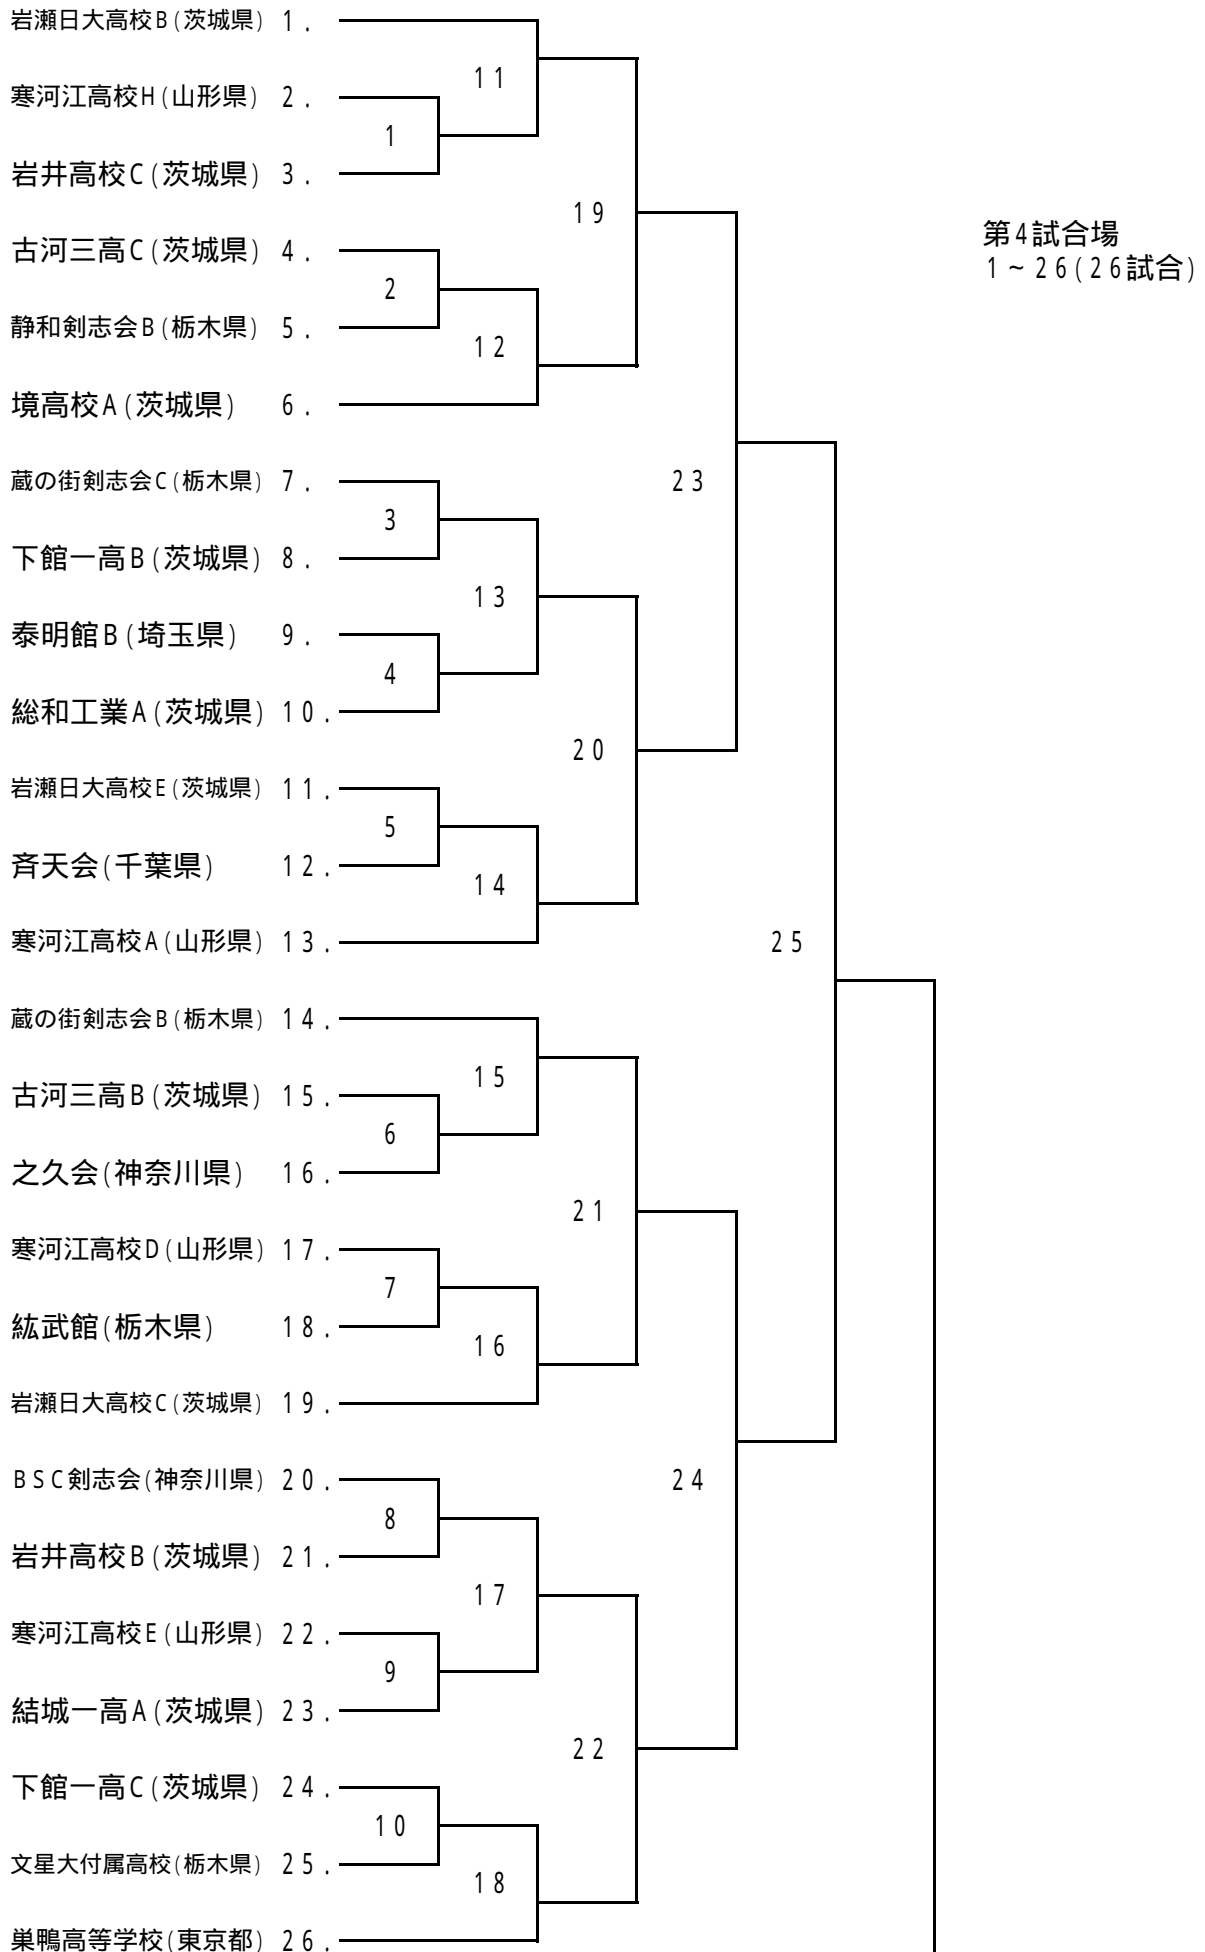 岩瀬日大高校B(茨城県) 1.
11
寒河江高校H(山形県) 2.
1
岩井高校C(茨城県) 3.
19
第4試合場
1~26(26試合)
古河三高C(茨城県) 4.
2
静和剣志会B(栃木県) 5.
12
境高校A(茨城県) 6.
蔵の街剣志会C(栃木県) 7.
23
3
下館一高B(茨城県) 8.
13
泰明館B(埼玉県) 9.
4
総和工業A(茨城県) 10.
20
岩瀬日大高校E(茨城県) 11.
5
斉天会(千葉県) 12.
14
寒河江高校A(山形県) 13.
25
蔵の街剣志会B(栃木県) 14.
15
古河三高B(茨城県) 15.
6
之久会(神奈川県) 16.
21
寒河江高校D(山形県) 17.
7
紘武館(栃木県) 18.
16
岩瀬日大高校C(茨城県) 19.
BSC剣志会(神奈川県) 20.
24
8
岩井高校B(茨城県) 21.
17
寒河江高校E(山形県) 22.
9
結城一高A(茨城県) 23.
22
下館一高C(茨城県) 24.
10
文星大付属高校(栃木県) 25.
18
巣鴨高等学校(東京都) 26.